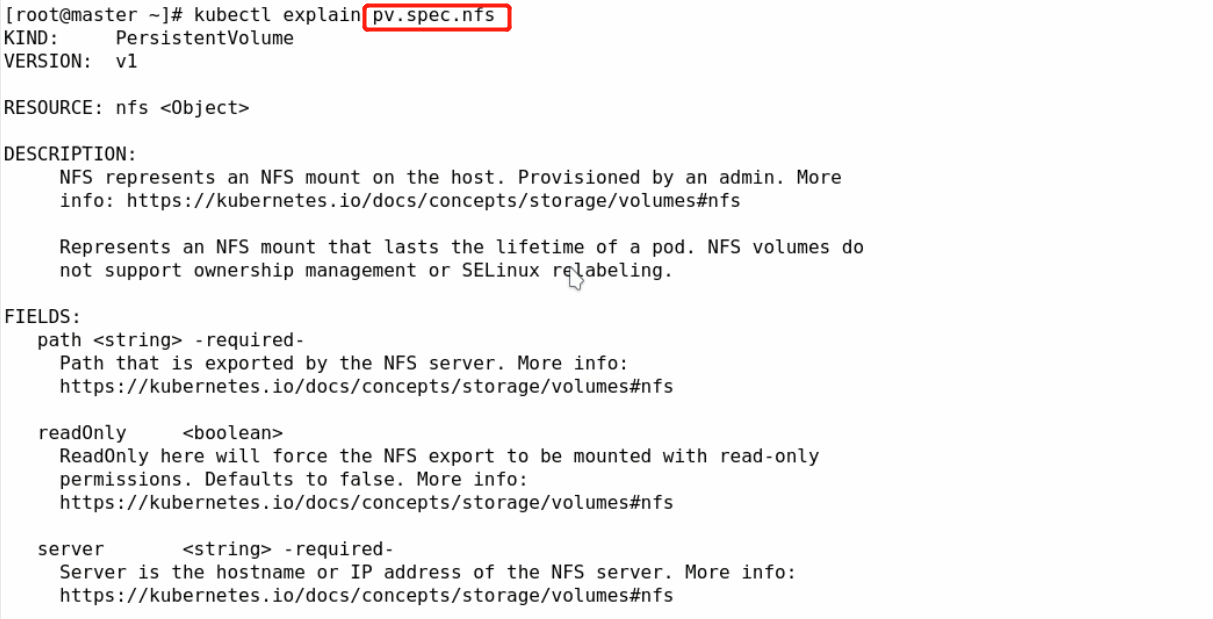 [root@master ~]# kubectl explain pv.spec.nfs
KIND:     PersistentVolume
VERSION:  v1
RESOURCE: nfs <Object>
DESCRIPTION:
     NFS represents an NFS mount on the host. Provisioned by an admin. More
     info: https://kubernetes.io/docs/concepts/storage/volumes#nfs
     Represents an NFS mount that lasts the lifetime of a pod. NFS volumes do
     not support ownership management or SELinux relabeling.
FIELDS:
   path <string> -required-
     Path that is exported by the NFS server. More info:
     https://kubernetes.io/docs/concepts/storage/volumes#nfs
   readOnly     <boolean>
     ReadOnly here will force the NFS export to be mounted with read-only
     permissions. Defaults to false. More info:
     https://kubernetes.io/docs/concepts/storage/volumes#nfs
   server       <string> -required-
     Server is the hostname or IP address of the NFS server. More info:
     https://kubernetes.io/docs/concepts/storage/volumes#nfs